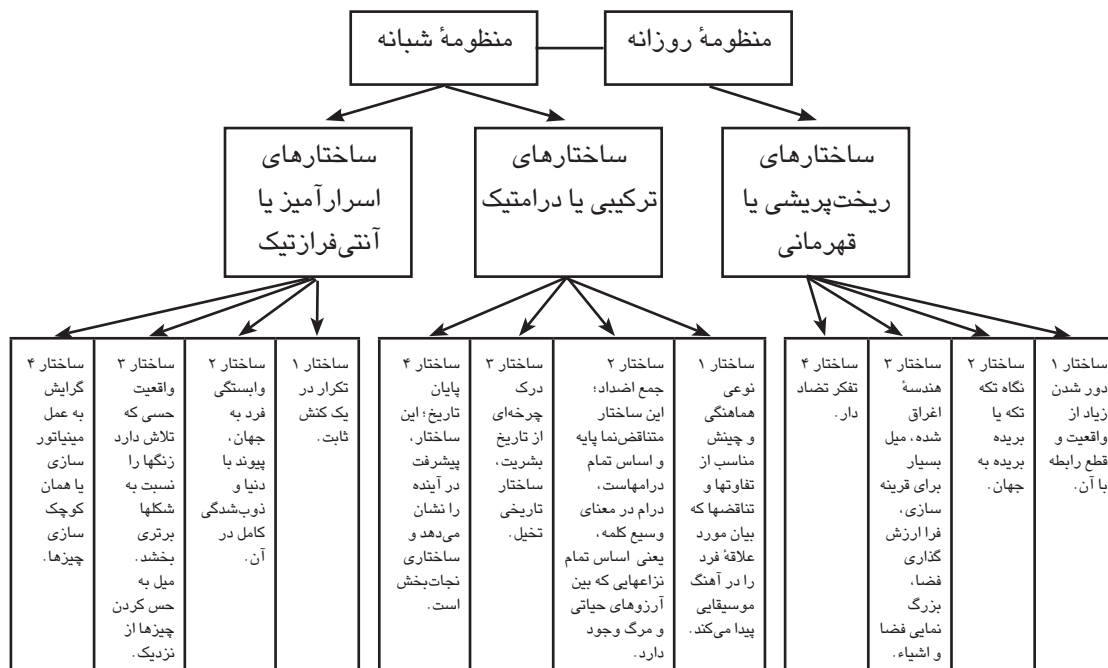 منظومهٔ روزانه
منظومهٔ شبانه
ساختارهای
ریخت‌پریشی یا
قهرمانی
ساختارهای
ترکیبی یا درامتیک
ساختارهای
اسرارآمیز یا
آنتی‌فرازتیک
ساختار ۱
دور شدن
زیاد از
واقعیت و
قطع رابطه
با آن.
ساختار ۲
نگاه تکه
تکه یا
بریده
بریده به
جهان.
ساختار ۳
هندسهٔ
اغراق
شده، میل
بسیار
برای قرینه
سازی،
فرا ارزش
گذاری
فضا،
بزرگ
نمایی فضا
و اشیاء.
ساختار ۴
تفکر تضاد
دار.
ساختار ۱
نوعی
هماهنگی
و چینش
مناسب از
تفاوتها و
تناقضها که
بیان مورد
علاقهٔ فرد
را در آهنگ
موسیقایی
پیدا می‌کند.
ساختار ۲
جمع اضداد؛
این ساختار
متناقض‌نما پایه
و اساس تمام
درامهاست،
درام در معنای
وسیع کلمه،
یعنی اساس تمام
نزاعهایی که بین
آرزوهای حیاتی
و مرگ وجود
دارد.
ساختار ۳
درک
چرخه‌ای
از تاریخ
بشریت،
ساختار
تاریخی
تخیل.
ساختار ۴
پایان
تاریخ؛ این
ساختار،
پیشرفت
در آینده
را نشان
می‌دهد و
ساختاری
نجات‌بخش
است.
ساختار ۱
تکرار در
یک کنش
ثابت.
ساختار ۲
وابستگی
فرد به
جهان،
پیوند با
دنیا و
ذوب‌شدگی
کامل در
آن.
ساختار ۳
واقعیت
حسی که
تلاش دارد
زنگها را
نسبت به
شکلها
برتری
بخشد.
میل به
حس کردن
چیزها از
نزدیک.
ساختار ۴
گرایش
به عمل
مینیاتور
سازی
یا همان
کوچک
سازی
چیزها.